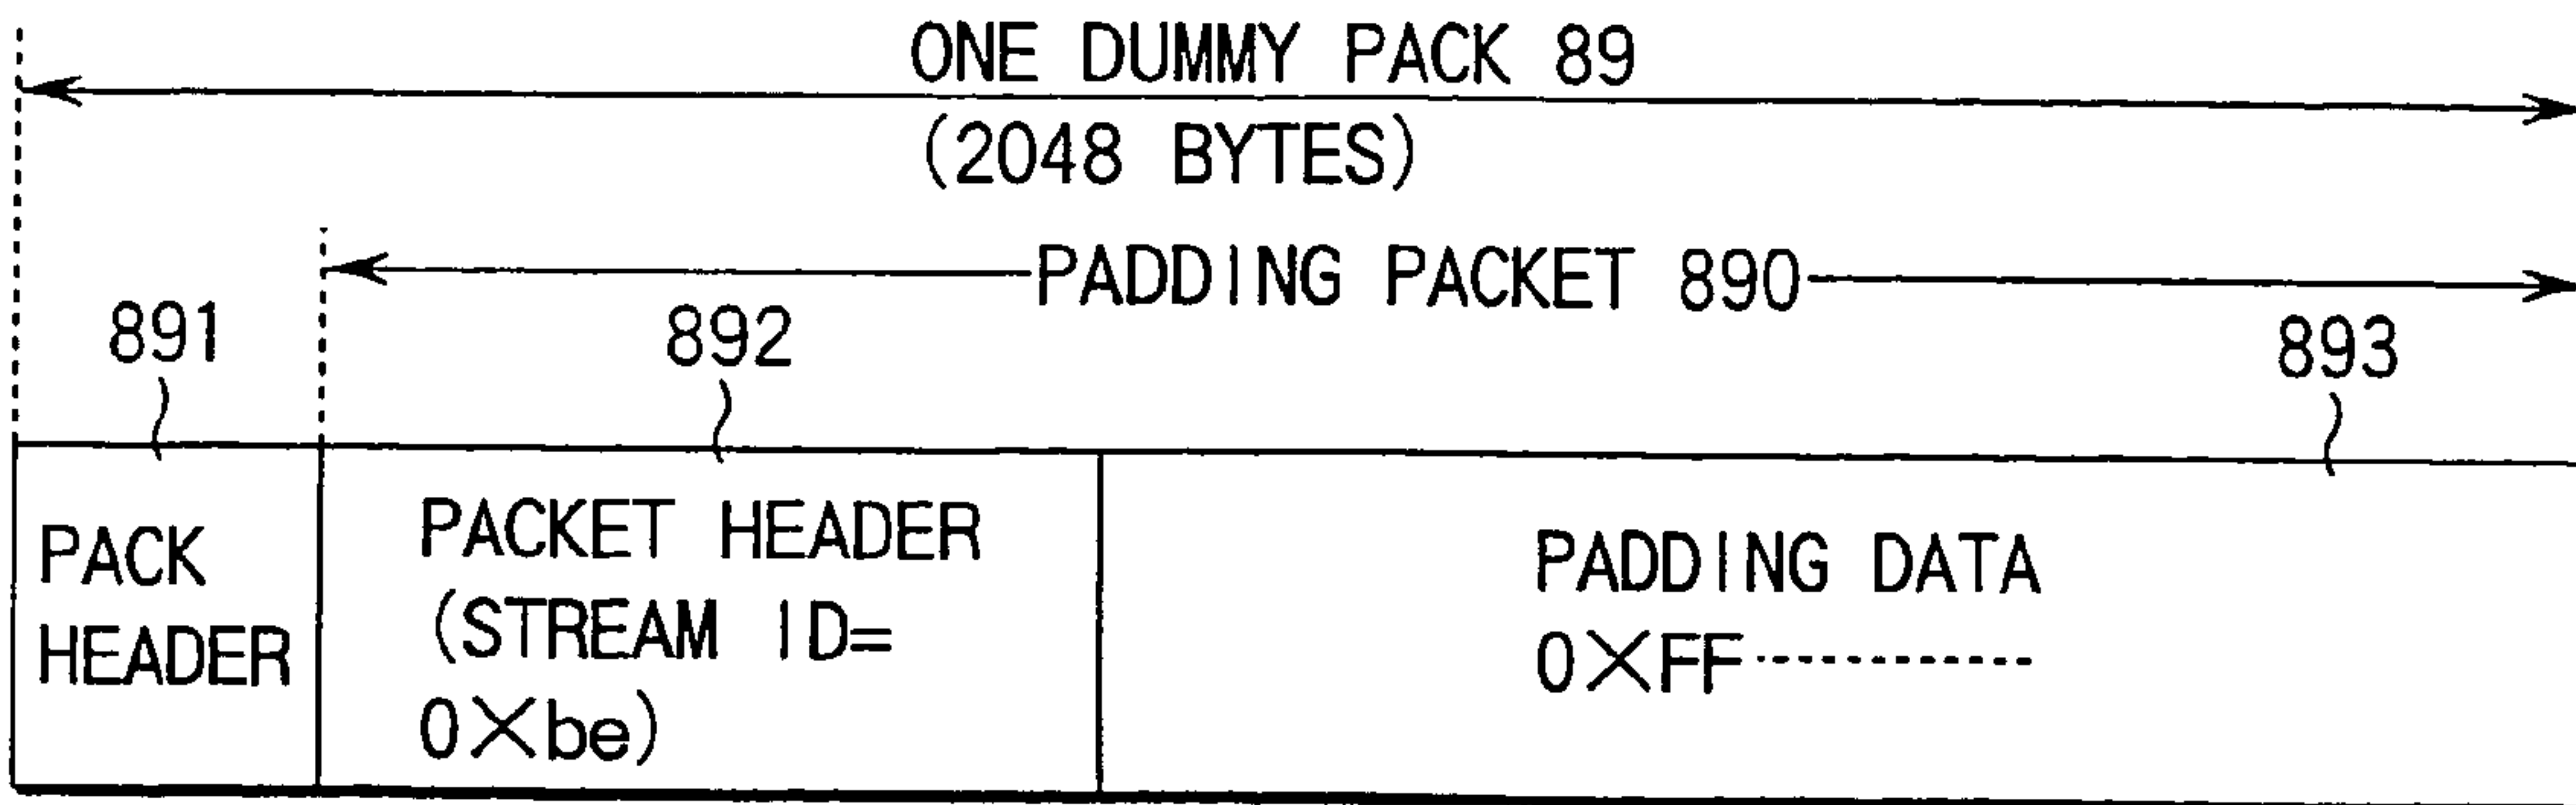 ONE DUMMY PACK 89
(2048 BYTES)
PADDING PACKET 890
891
892
893
PACK
HEADER
PACKET HEADER
(STREAM ID=
0×be)
PADDING DATA
0×FF-----------